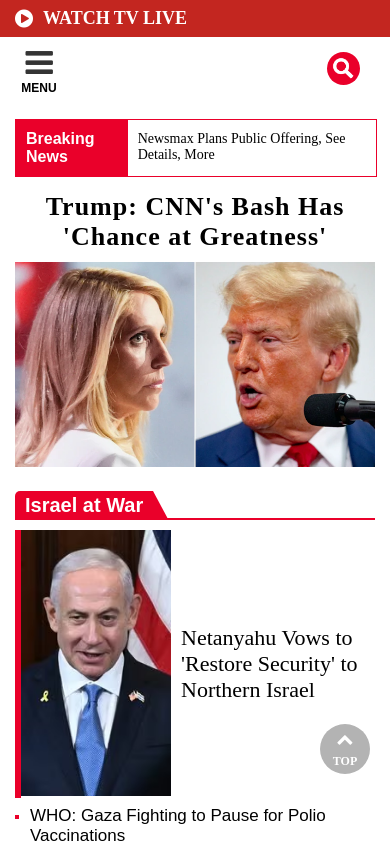 WATCH TV LIVE
MENU
Breaking
News
Newsmax Plans Public Offering, See
Details, More
Trump: CNN's Bash Has
'Chance at Greatness'
Israel at War
Netanyahu Vows to
'Restore Security' to
Northern Israel
TOP
WHO: Gaza Fighting to Pause for Polio
Vaccinations